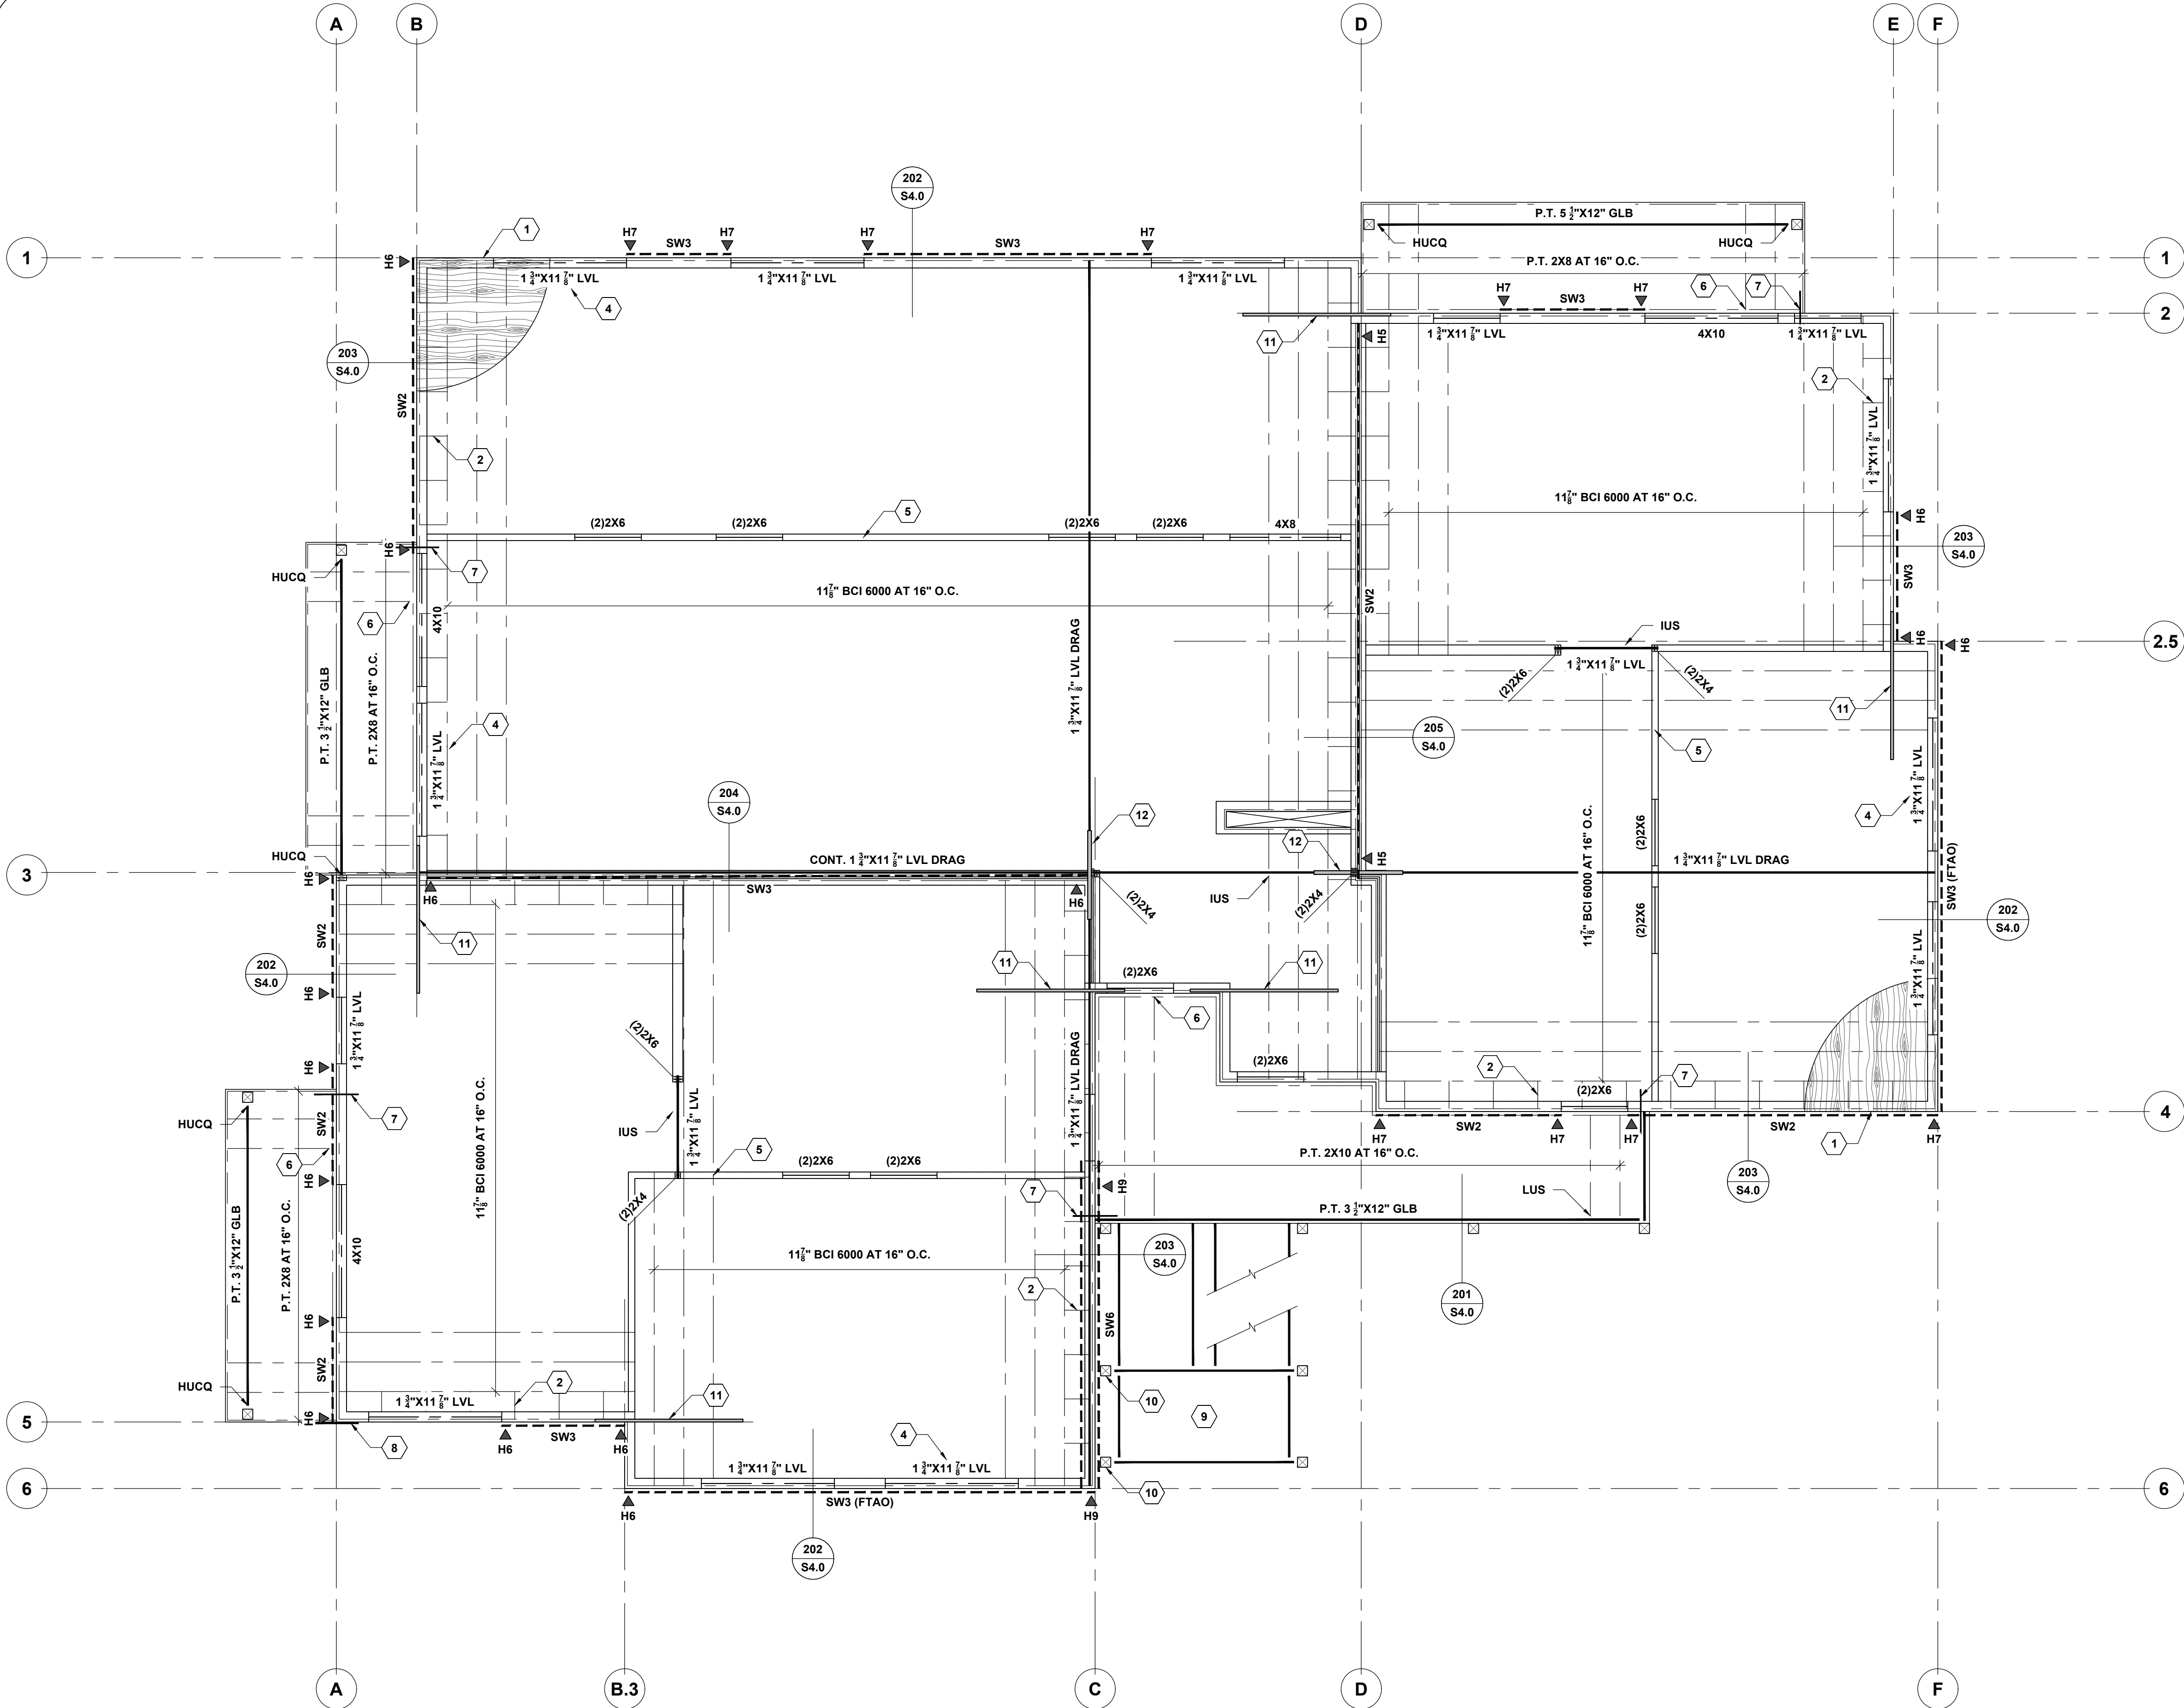 A
B
D
E
F
202
S4.0
P.T. 5 1/2"X12" GLB
H7
SW3
H7
H7
SW3
H7
1
HUCQ
HUCQ
1
1
H6
P.T. 2X8 AT 16" O.C.
1 3/4"X11 7/8" LVL
1 3/4"X11 7/8" LVL
1 3/4"X11 7/8" LVL
4
H7
SW3
H7
6
7
2
11
H5
1 3/4"X11 7/8" LVL
4X10
1 3/4"X11 7/8" LVL
203
S4.0
SW2
2
2
1 3/4"X11 7/8" LVL
11 7/8" BCI 6000 AT 16" O.C.
5
(2)2X6
(2)2X6
(2)2X6
(2)2X6
4X8
H6
H6
203
S4.0
HUCQ
7
11 7/8" BCI 6000 AT 16" O.C.
SW2
SW3
6
4X10
IUS
H6
H6
2.5
P.T. 3 1/2"X12" GLB
P.T. 2X8 AT 16" O.C.
1 3/4"X11 7/8" LVL DRAG
1 3/4"X11 7/8" LVL
(2)2X6
(2)2X4
11
4
1 3/4"X11 7/8" LVL
205
S4.0
5
204
S4.0
12
12
11 7/8" BCI 6000 AT 16" O.C.
(2)2X6
4
1 3/4"X11 7/8" LVL
HUCQ
CONT. 1 3/4"X11 7/8" LVL DRAG
H5
1 3/4"X11 7/8" LVL DRAG
SW3 (FTAO)
3
H6
H6
SW3
H6
IUS
(2)2X4
(2)2X4
SW2
11
(2)2X6
202
S4.0
202
S4.0
H6
11
11
(2)2X6
1 3/4"X11 7/8" LVL
1 3/4"X11 7/8" LVL
6
(2)2X6
1 3/4"X11 7/8" LVL DRAG
(2)2X6
H6
2
7
(2)2X6
HUCQ
SW2
7
IUS
1 3/4"X11 7/8" LVL
4
H7
SW2
H7
H7
SW2
1
H7
6
5
(2)2X6
(2)2X6
P.T. 2X10 AT 16" O.C.
203
S4.0
H6
11 7/8" BCI 6000 AT 16" O.C.
(2)2X4
7
H9
LUS
P.T. 3 1/2"X12" GLB
P.T. 3 1/2"X12" GLB
P.T. 2X8 AT 16" O.C.
4X10
11 7/8" BCI 6000 AT 16" O.C.
203
S4.0
2
201
S4.0
H6
SW6
SW2
HUCQ
2
11
1 3/4"X11 7/8" LVL
10
9
H6
5
8
H6
SW3
H6
4
1 3/4"X11 7/8" LVL
1 3/4"X11 7/8" LVL
6
10
6
SW3 (FTAO)
H6
H9
202
S4.0
A
B.3
C
D
F